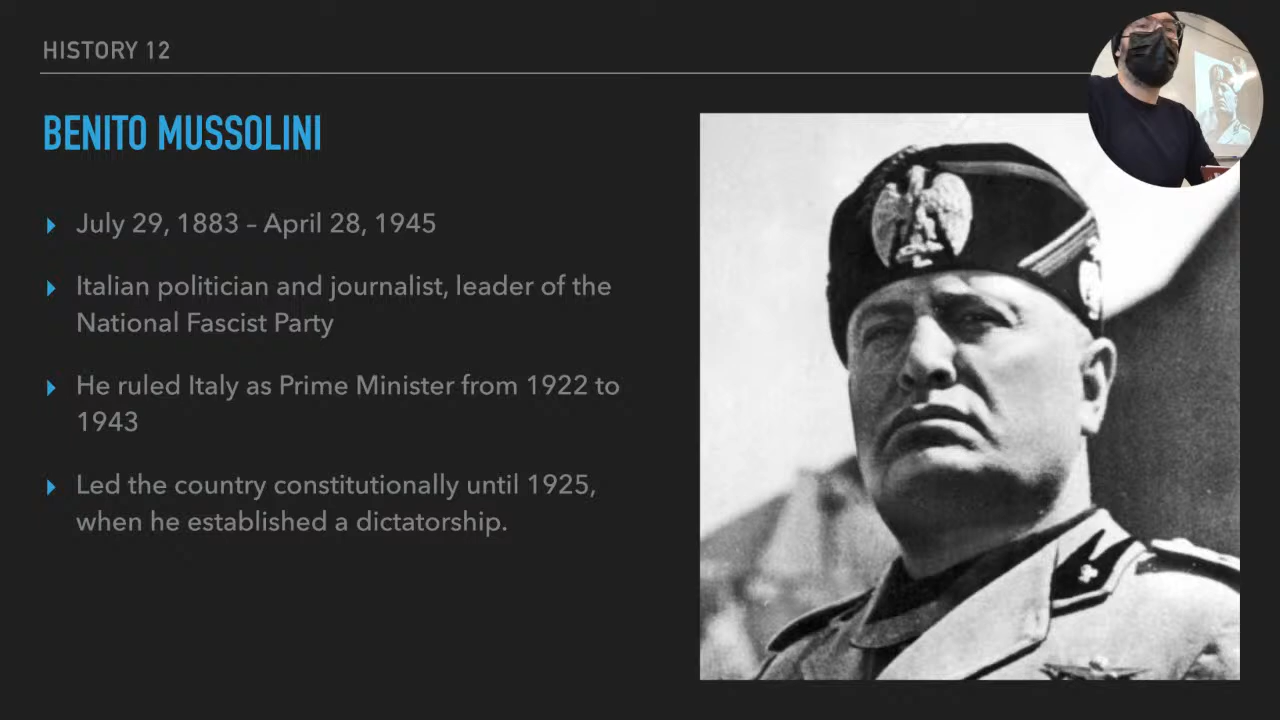 HISTORY 12
BENITO MUSSOLINI
July 29, 1883 – April 28, 1945
Italian politician and journalist, leader of the
National Fascist Party
He ruled Italy as Prime Minister from 1922 to
1943
Led the country constitutionally until 1925,
when he established a dictatorship.